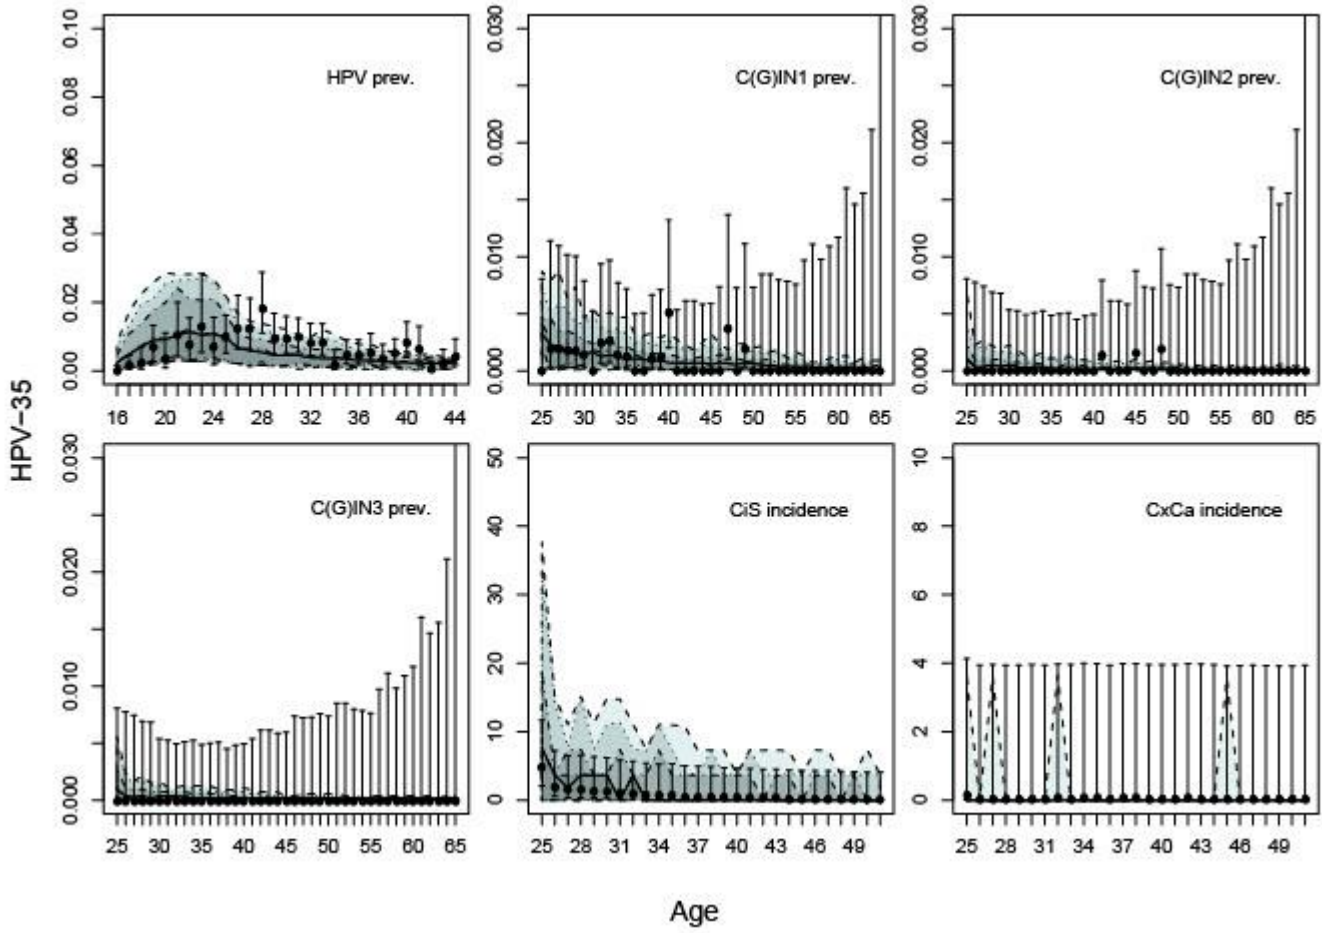 HPV-35
0.10
0.08
0.06
0.04
0.02
0.00
HPV prev.
16 20 24 28 32 36 40 44
0.030
0.020
0.010
0.000
C(G)IN1 prev.
25 30 35 40 45 50 55 60 65
0.030
0.020
0.010
0.000
C(G)IN2 prev.
25 30 35 40 45 50 55 60 65
0.030
0.020
0.010
0.000
C(G)IN3 prev.
25 30 35 40 45 50 55 60 65
50
40
30
20
10
0
CiS incidence
25 28 31 34 37 40 43 46 49
10
8
6
4
2
0
CxCa incidence
25 28 31 34 37 40 43 46 49
Age